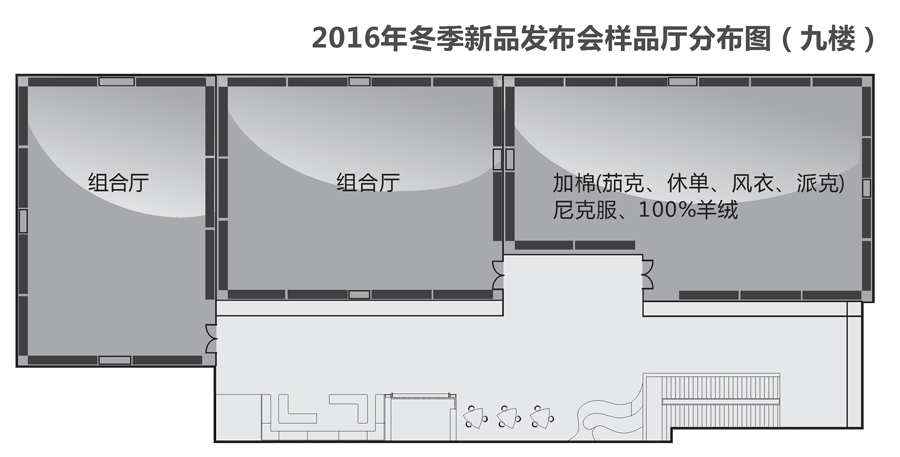 2016年冬季新品发布会样品厅分布图（九楼）
组合厅
组合厅
加棉(茄克、休单、风衣、派克)
尼克服、100%羊绒